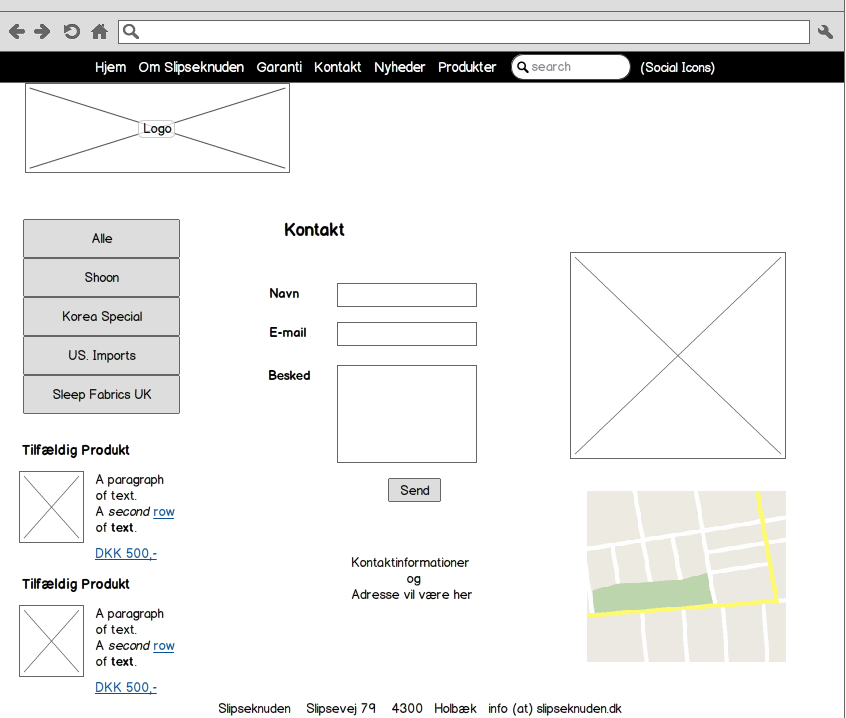 Hjem Om Slipseknuden Garanti Kontakt Nyheder Produkter search (Social Icons)
Logo
Alle
Shoon
Korea Special
US. Imports
Sleep Fabrics UK
Tilfældig Produkt
A paragraph
of text.
A second row
of text.
DKK 500,-
Tilfældig Produkt
A paragraph
of text.
A second row
of text.
DKK 500,-
Kontakt
Navn
E-mail
Besked
Send
Kontaktinformationer
og
Adresse vil være her
Slipseknuden Slipsevej 79 4300 Holbæk info (at) slipseknuden.dk